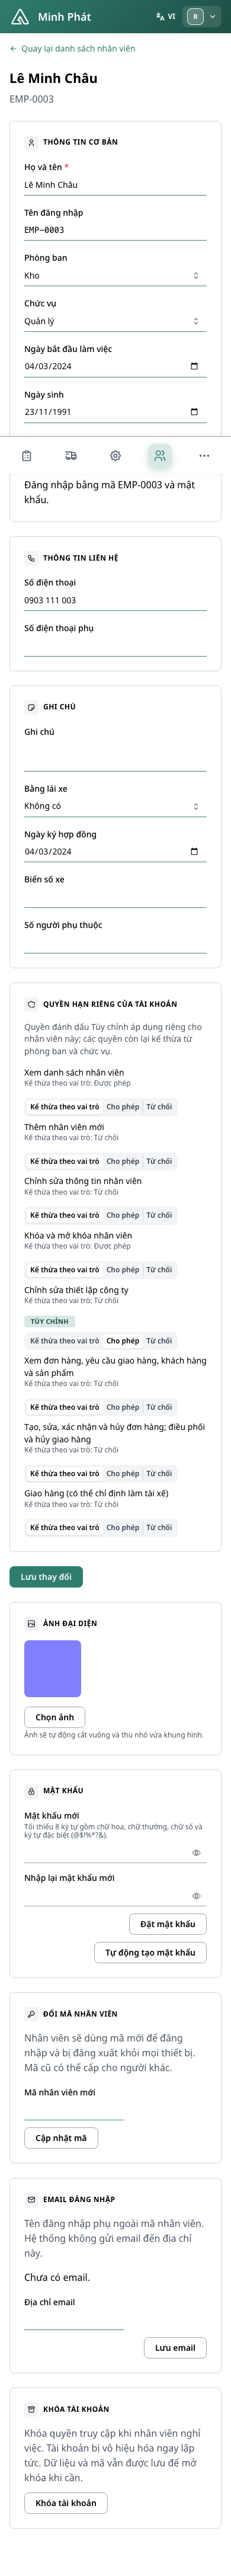 Minh Phát
VI
R
Quay lại danh sách nhân viên
Lê Minh Châu
EMP-0003
THÔNG TIN CƠ BẢN
Họ và tên *
Lê Minh Châu
Tên đăng nhập
EMP-0003
Phòng ban
Kho
Chức vụ
Quản lý
Ngày bắt đầu làm việc
04/03/2024
Ngày sinh
23/11/1991
Đăng nhập bằng mã EMP-0003 và mật
khẩu.
THÔNG TIN LIÊN HỆ
Số điện thoại
0903 111 003
Số điện thoại phụ
GHI CHÚ
Ghi chú
Bằng lái xe
Không có
Ngày ký hợp đồng
04/03/2024
Biển số xe
Số người phụ thuộc
QUYỀN HẠN RIÊNG CỦA TÀI KHOẢN
Quyền đánh dấu Tùy chỉnh áp dụng riêng cho
nhân viên này; các quyền còn lại kế thừa từ
phòng ban và chức vụ.
Xem danh sách nhân viên
Kế thừa theo vai trò: Được phép
Kế thừa theo vai trò Cho phép Từ chối
Thêm nhân viên mới
Kế thừa theo vai trò: Từ chối
Kế thừa theo vai trò Cho phép Từ chối
Chỉnh sửa thông tin nhân viên
Kế thừa theo vai trò: Từ chối
Kế thừa theo vai trò Cho phép Từ chối
Khóa và mở khóa nhân viên
Kế thừa theo vai trò: Được phép
Kế thừa theo vai trò Cho phép Từ chối
Chỉnh sửa thiết lập công ty
Kế thừa theo vai trò: Từ chối
TÙY CHỈNH
Kế thừa theo vai trò Cho phép Từ chối
Xem đơn hàng, yêu cầu giao hàng, khách hàng
và sản phẩm
Kế thừa theo vai trò: Từ chối
Kế thừa theo vai trò Cho phép Từ chối
Tạo, sửa, xác nhận và hủy đơn hàng; điều phối
và hủy giao hàng
Kế thừa theo vai trò: Từ chối
Kế thừa theo vai trò Cho phép Từ chối
Giao hàng (có thể chỉ định làm tài xế)
Kế thừa theo vai trò: Từ chối
Kế thừa theo vai trò Cho phép Từ chối
Lưu thay đổi
ẢNH ĐẠI DIỆN
Chọn ảnh
Ảnh sẽ tự động cắt vuông và thu nhỏ vừa khung hình.
MẬT KHẨU
Mật khẩu mới
Tối thiểu 8 ký tự gồm chữ hoa, chữ thường, chữ số và
ký tự đặc biệt (@$!%*?&).
Nhập lại mật khẩu mới
Đặt mật khẩu
Tự động tạo mật khẩu
ĐỔI MÃ NHÂN VIÊN
Nhân viên sẽ dùng mã mới để đăng
nhập và bị đăng xuất khỏi mọi thiết bị.
Mã cũ có thể cấp cho người khác.
Mã nhân viên mới
Cập nhật mã
EMAIL ĐĂNG NHẬP
Tên đăng nhập phụ ngoài mã nhân viên.
Hệ thống không gửi email đến địa chỉ
này.
Chưa có email.
Địa chỉ email
Lưu email
KHÓA TÀI KHOẢN
Khóa quyền truy cập khi nhân viên nghỉ
việc. Tài khoản bị vô hiệu hóa ngay lập
tức. Dữ liệu và mã vẫn được lưu để mở
khóa khi cần.
Khóa tài khoản